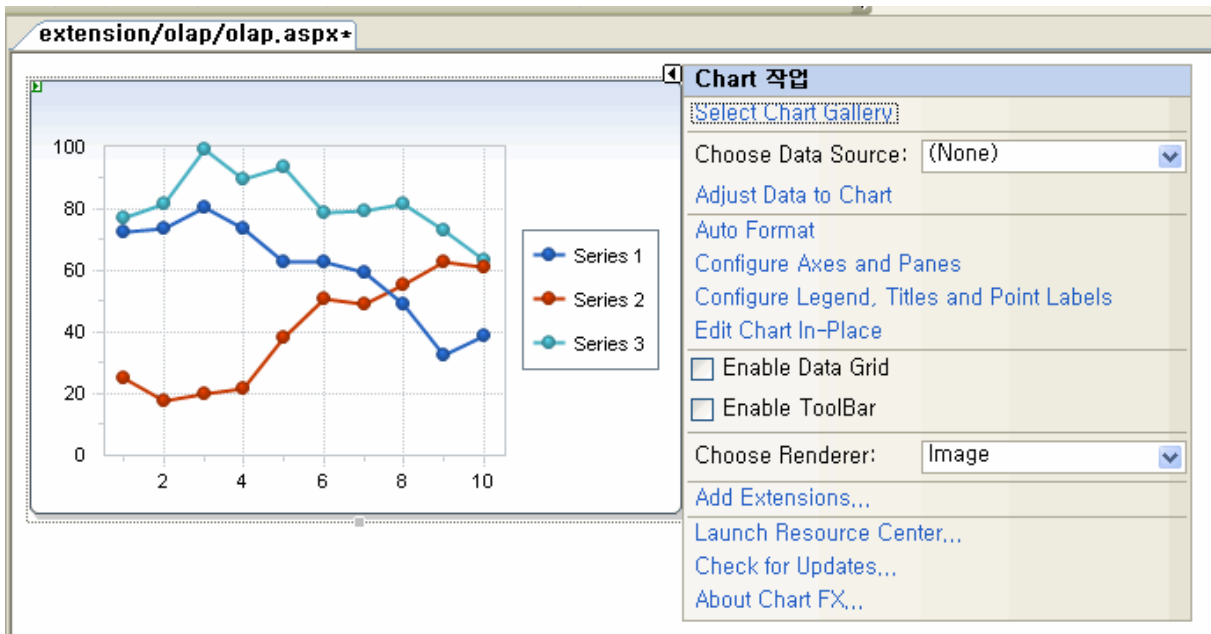 extension/olap/olap,aspx*
Chart 작업
Select Chart Gallery
Choose Data Source: (None)
Adjust Data to Chart
Auto Format
Configure Axes and Panes
Configure Legend, Titles and Point Labels
Edit Chart In-Place
Enable Data Grid
Enable ToolBar
Choose Renderer: Image
Add Extensions,,,
Launch Resource Center,,,
Check for Updates,,,
About Chart FX,,,
100
80
60
40
20
0
2 4 6 8 10
Series 1
Series 2
Series 3